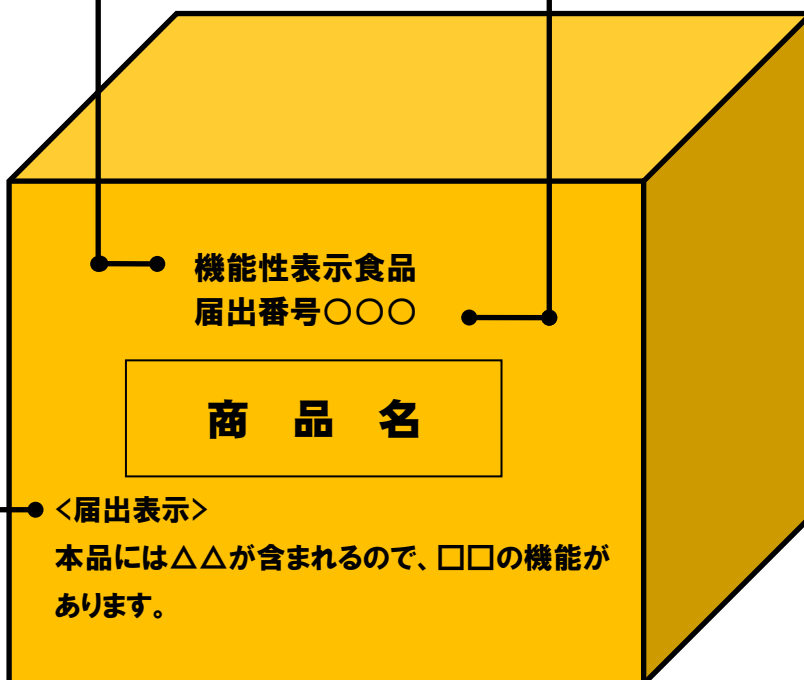 機能性表示食品
届出番号○○○
商　品　名
<届出表示>
本品には△△が含まれるので、□□の機能が
あります。